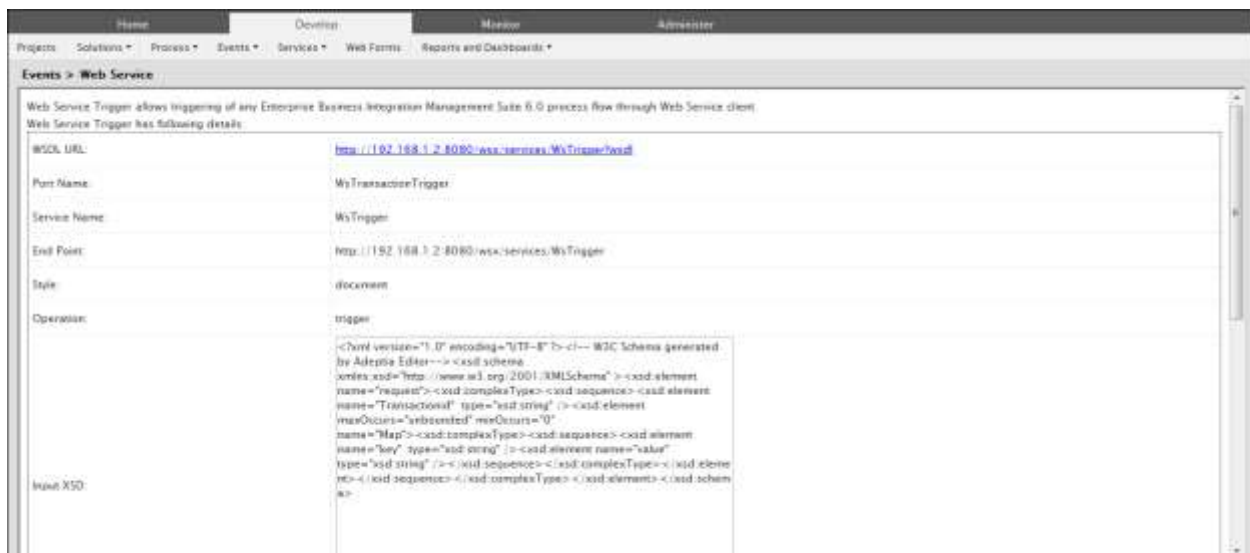 Home Develop Monitor Administer
Projects Solutions Process Events Services Web Forms Reports and Dashboards
Events > Web Service
Web Service Trigger allows triggering of any Enterprise Business Integration Management Suite 6.0 process flow through Web Service client
Web Service Trigger has following details
WSDL URL: http://192.168.1.2:8080/wsx/services/WsTrigger?wsdl
Port Name: WsTransactionTrigger
Service Name: WsTrigger
End Point: http://192.168.1.2:8080/wsx/services/WsTrigger
Style: document
Operation: trigger
Input XSD:
<?xml version="1.0" encoding="UTF-8" ?><!-- W3C Schema generated
by Adeptia Editor--><xsd:schema
xmlns:xsd="http://www.w3.org/2001/XMLSchema" ><xsd:element
name="request"><xsd:complexType><xsd:sequence><xsd:element
name="TransactionId" type="xsd:string" /><xsd:element
maxOccurs="unbounded" minOccurs="0"
name="Map"><xsd:complexType><xsd:sequence><xsd:element
name="key" type="xsd:string" /><xsd:element name="value"
type="xsd:string" /></xsd:sequence></xsd:complexType></xsd:eleme
nt></xsd:sequence></xsd:complexType></xsd:element></xsd:schem
a>